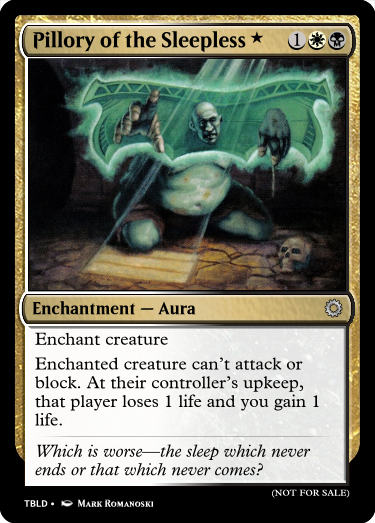 Pillory of the Sleepless ★ 1
Enchantment — Aura
Enchant creature
Enchanted creature can't attack or
block. At their controller's upkeep,
that player loses 1 life and you gain 1
life.
Which is worse—the sleep which never
ends or that which never comes?
(NOT FOR SALE)
TBLD • Mark Romanoski